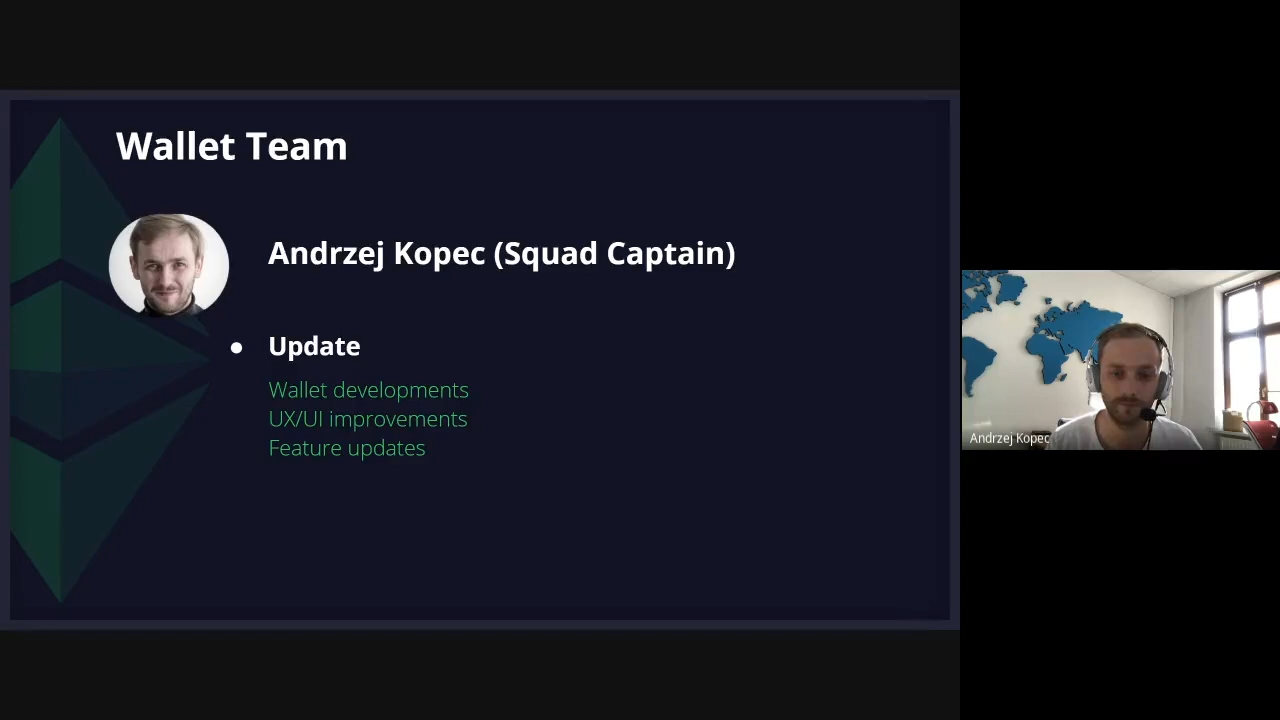 Wallet Team
Andrzej Kopec (Squad Captain)
● Update
Wallet developments
UX/UI improvements
Feature updates
Andrzej Kopec